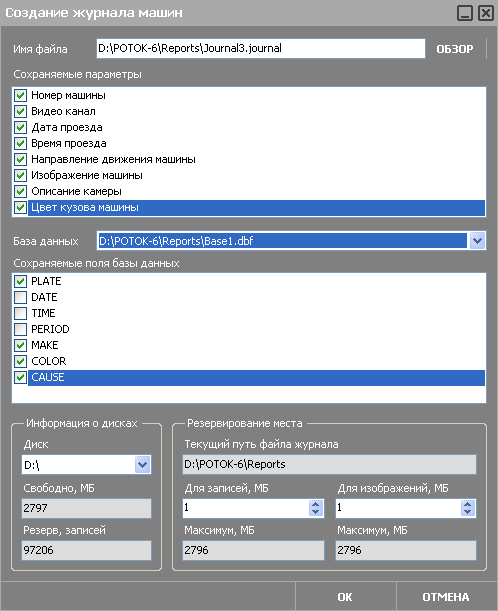 Создание журнала машин
Имя файла D:\POTOK-6\Reports\Journal3.journal ОБЗОР
Сохраняемые параметры
Номер машины
Видео канал
Дата проезда
Время проезда
Направление движения машины
Изображение машины
Описание камеры
Цвет кузова машины
База данных D:\POTOK-6\Reports\Base1.dbf
Сохраняемые поля базы данных
PLATE
DATE
TIME
PERIOD
MAKE
COLOR
CAUSE
Информация о дисках
Диск
D:\
Свободно, МБ
2797
Резерв, записей
97206
Резервирование места
Текущий путь файла журнала
D:\POTOK-6\Reports
Для записей, МБ Для изображений, МБ
1 1
Максимум, МБ Максимум, МБ
2796 2796
ОК ОТМЕНА